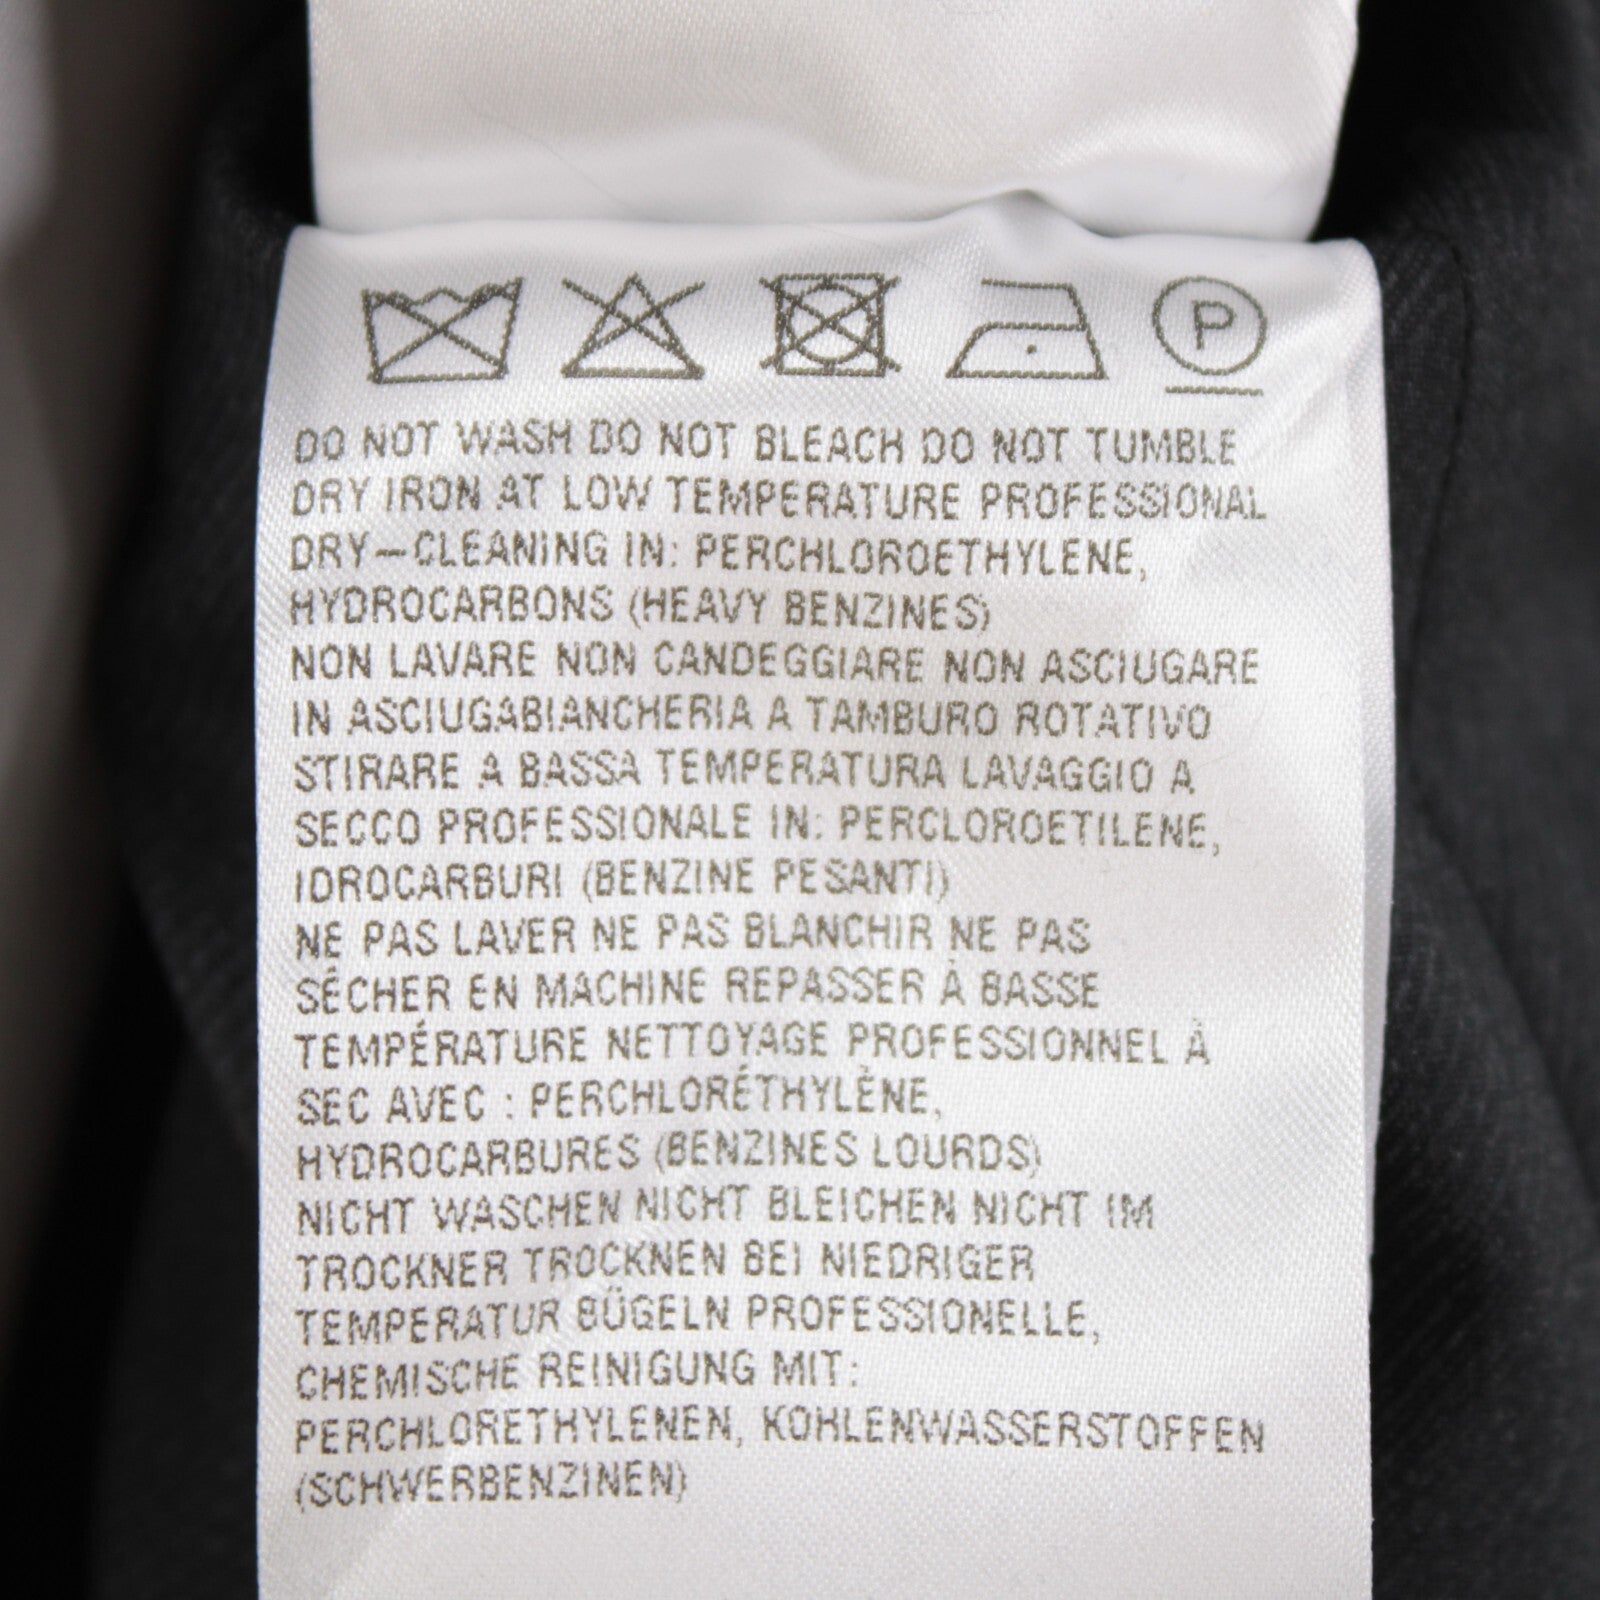 P
DO NOT WASH DO NOT BLEACH DO NOT TUMBLE
DRY IRON AT LOW TEMPERATURE PROFESSIONAL
DRY-CLEANING IN: PERCHLOROETHYLENE,
HYDROCARBONS (HEAVY BENZINES)
NON LAVARE NON CANDEGGIARE NON ASCIUGARE
IN ASCIUGABIANCHERIA A TAMBURO ROTATIVO
STIRARE A BASSA TEMPERATURA LAVAGGIO A
SECCO PROFESSIONALE IN: PERCLOROETILENE,
IDROCARBURI (BENZINE PESANTI)
NE PAS LAVER NE PAS BLANCHIR NE PAS
SÉCHER EN MACHINE REPASSER À BASSE
TEMPÉRATURE NETTOYAGE PROFESSIONNEL À
SEC AVEC : PERCHLORÉTHYLÈNE,
HYDROCARBURES (BENZINES LOURDS)
NICHT WASCHEN NICHT BLEICHEN NICHT IM
TROCKNER TROCKNEN BEI NIEDRIGER
TEMPERATUR BÜGELN PROFESSIONELLE,
CHEMISCHE REINIGUNG MIT:
PERCHLORETHYLENEN, KOHLENWASSERSTOFFEN
(SCHWERBENZINEN)